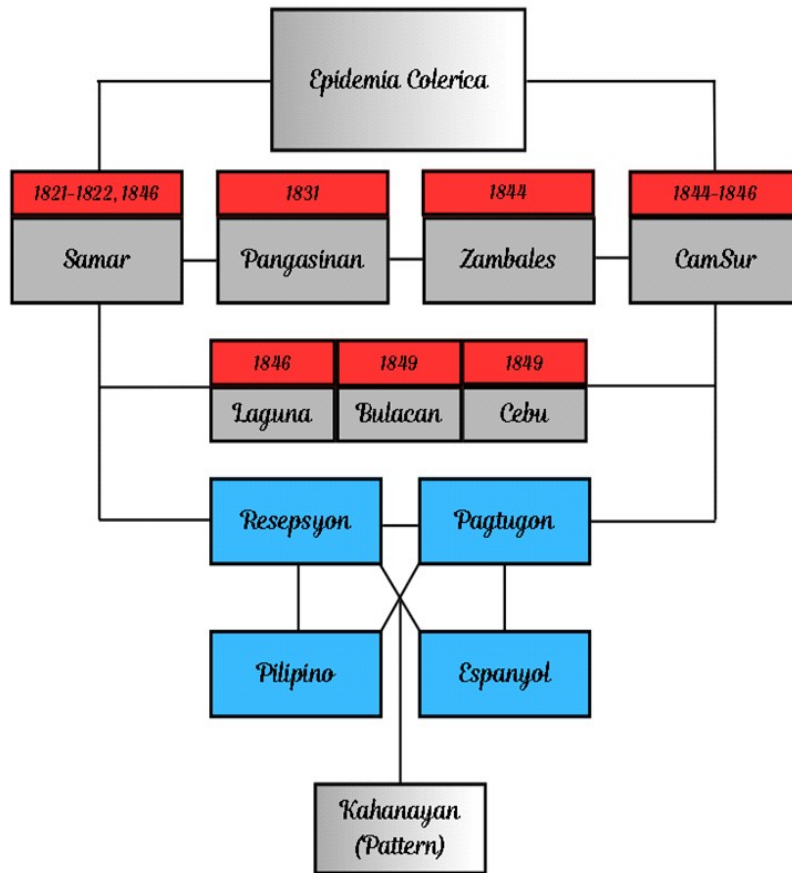 Epidemia Colerica
1821-1822, 1846
1831
1844
1844-1846
Samar
Pangasinan
Zambales
CamSur
1846
1849
1849
Laguna
Bulacan
Cebu
Resepsyon
Pagtugon
Pilipino
Espanyol
Kahanayan
(Pattern)